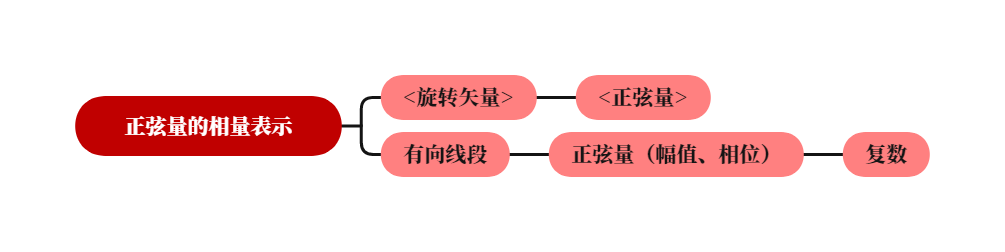 正弦量的相量表示
<旋转矢量>
<正弦量>
有向线段
正弦量（幅值、相位）
复数